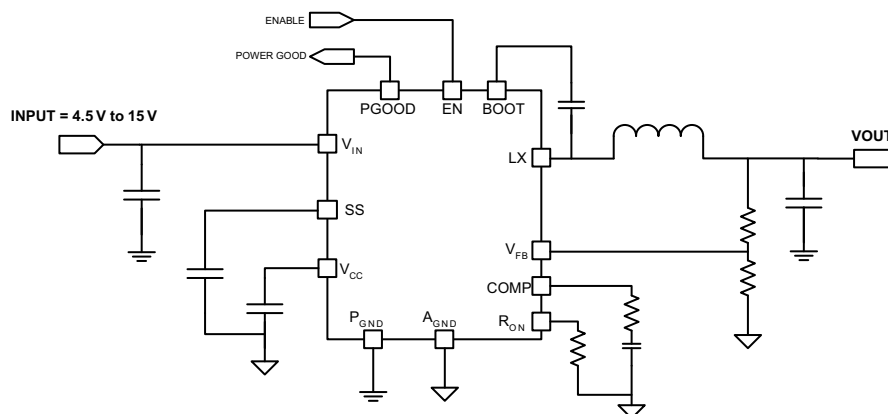 ENABLE
POWER GOOD
PGOOD
EN
BOOT
INPUT = 4.5 V to 15 V
VIN
LX
VOUT
SS
VFB
VCC
COMP
PGND
AGND
RON